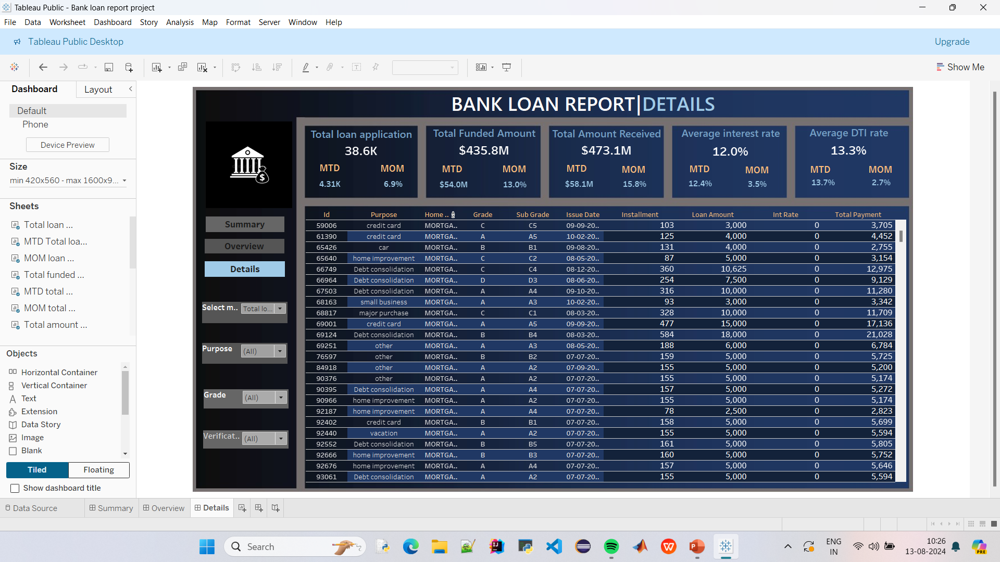 Tableau Public - Bank loan report project
File Data Worksheet Dashboard Story Analysis Map Format Server Window Help
Tableau Public Desktop Upgrade
Show Me
Dashboard Layout
Default
Phone
Device Preview
Size
min 420x560 - max 1600x9...
Sheets
Total loan ...
MTD Total loa...
MOM loan ...
Total funded ...
MTD total ...
MOM total ...
Total amount ...
Objects
Horizontal Container
Vertical Container
Text
Extension
Data Story
Image
Blank
Tiled Floating
Show dashboard title
BANK LOAN REPORT|DETAILS
$
Summary
Overview
Details
Select m.. Total lo...
Purpose (All)
Grade (All)
Verificat.. (All)
Total loan application
38.6K
MTD MOM
4.31K 6.9%
Total Funded Amount
$435.8M
MTD MOM
$54.0M 13.0%
Total Amount Received
$473.1M
MTD MOM
$58.1M 15.8%
Average interest rate
12.0%
MTD MOM
12.4% 3.5%
Average DTI rate
13.3%
MTD MOM
13.7% 2.7%
Id Purpose Home .. Grade Sub Grade Issue Date Installment Loan Amount Int Rate Total Payment
59006 credit card MORTGA.. C C5 09-09-20.. 103 3,000 0 3,705
61390 credit card MORTGA.. A A5 10-02-20.. 125 4,000 0 4,452
65426 car MORTGA.. B B1 09-08-20.. 131 4,000 0 2,755
65640 home improvement MORTGA.. C C2 08-05-20.. 87 5,000 0 3,154
66749 Debt consolidation MORTGA.. C C4 08-12-20.. 360 10,625 0 12,975
66964 Debt consolidation MORTGA.. D D3 08-06-20.. 254 7,500 0 9,129
67503 Debt consolidation MORTGA.. A A4 09-10-20.. 316 10,000 0 11,280
68163 small business MORTGA.. A A3 10-02-20.. 93 3,000 0 3,342
68817 major purchase MORTGA.. C C1 08-03-20.. 328 10,000 0 11,709
69001 credit card MORTGA.. A A5 09-09-20.. 477 15,000 0 17,136
69124 Debt consolidation MORTGA.. B B4 08-03-20.. 584 18,000 0 21,028
69251 other MORTGA.. A A3 08-05-20.. 188 6,000 0 6,784
76597 other MORTGA.. B B2 07-07-20.. 159 5,000 0 5,725
84918 other MORTGA.. A A2 07-09-20.. 155 5,000 0 5,200
90376 other MORTGA.. A A2 07-07-20.. 155 5,000 0 5,174
90395 Debt consolidation MORTGA.. A A4 07-07-20.. 157 5,000 0 5,272
90966 home improvement MORTGA.. A A2 07-07-20.. 155 5,000 0 5,174
92187 home improvement MORTGA.. A A4 07-07-20.. 78 2,500 0 2,823
92402 credit card MORTGA.. B B1 07-07-20.. 158 5,000 0 5,699
92440 vacation MORTGA.. A A2 07-07-20.. 155 5,000 0 5,594
92552 Debt consolidation MORTGA.. B B5 07-07-20.. 161 5,000 0 5,805
92666 home improvement MORTGA.. B B3 07-07-20.. 160 5,000 0 5,752
92676 home improvement MORTGA.. A A4 07-07-20.. 157 5,000 0 5,646
93061 Debt consolidation MORTGA.. A A2 07-07-20.. 155 5,000 0 5,594
Data Source Summary Overview Details
Search
ENG
IN
10:26
13-08-2024
PRE